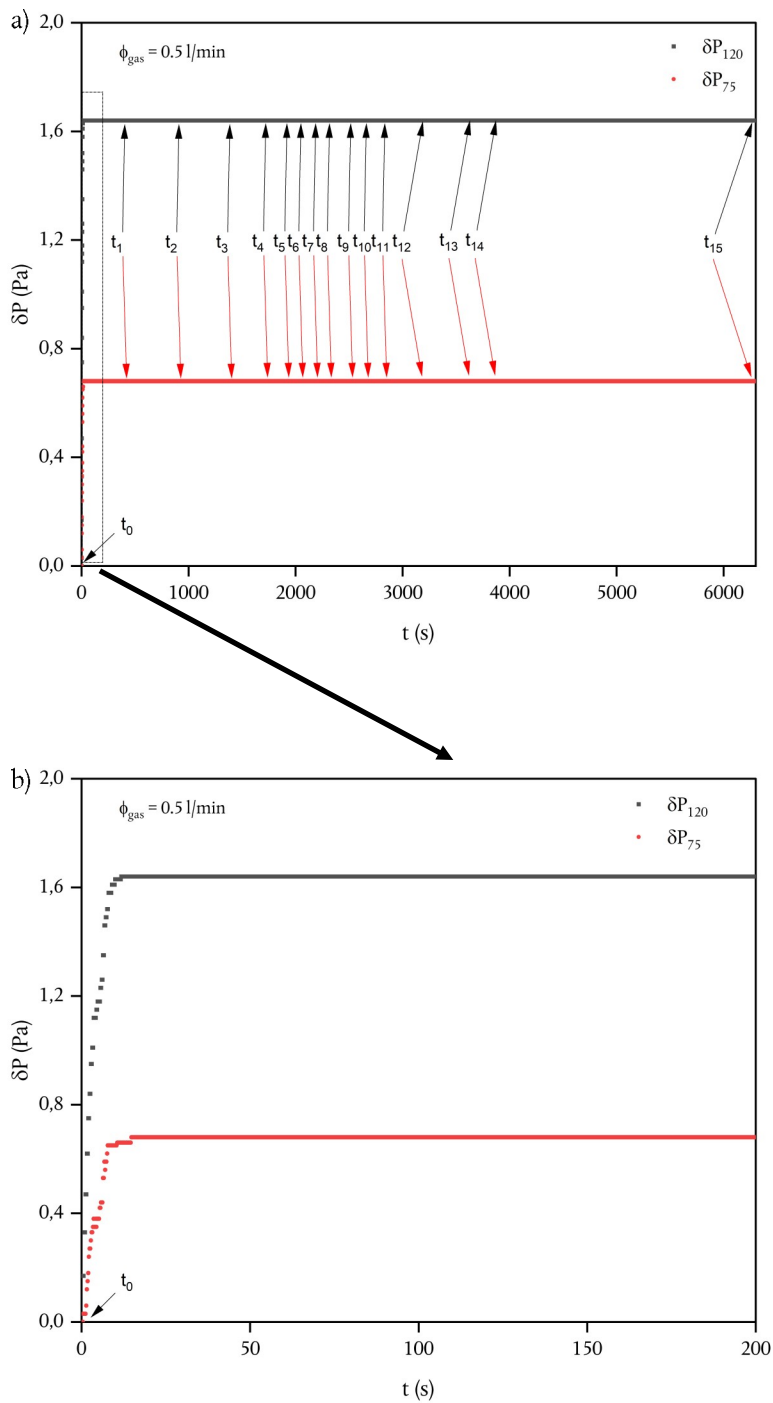 a)
2,0
ϕgas = 0.5 l/min
δP120
δP75
1,6
1,2
t1 t2 t3 t4 t5 t6 t7 t8 t9 t10 t11 t12 t13 t14 t15
δP (Pa)
0,8
0,4
t0
0,0
0 1000 2000 3000 4000 5000 6000
t (s)
b)
2,0
ϕgas = 0.5 l/min
δP120
δP75
1,6
1,2
δP (Pa)
0,8
0,4
t0
0,0
0 50 100 150 200
t (s)